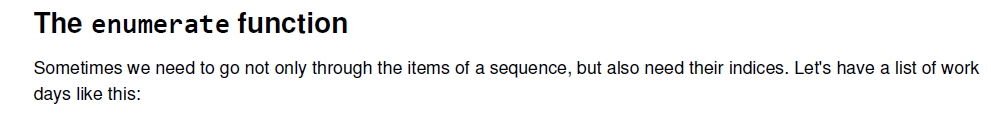 The enumerate function
Sometimes we need to go not only through the items of a sequence, but also need their indices. Let's have a list of work
days like this: